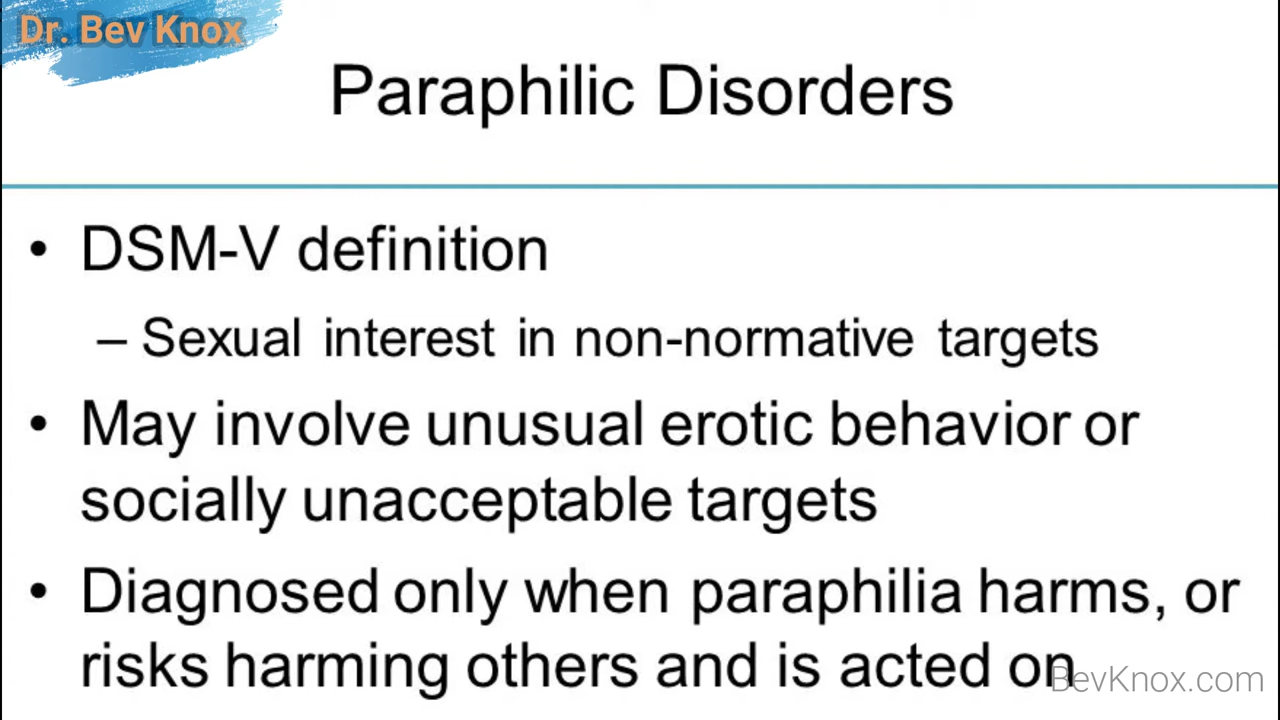 Dr. Bev Knox
Paraphilic Disorders
• DSM-V definition
– Sexual interest in non-normative targets
• May involve unusual erotic behavior or
socially unacceptable targets
• Diagnosed only when paraphilia harms, or
risks harming others and is acted on
BevKnox.com